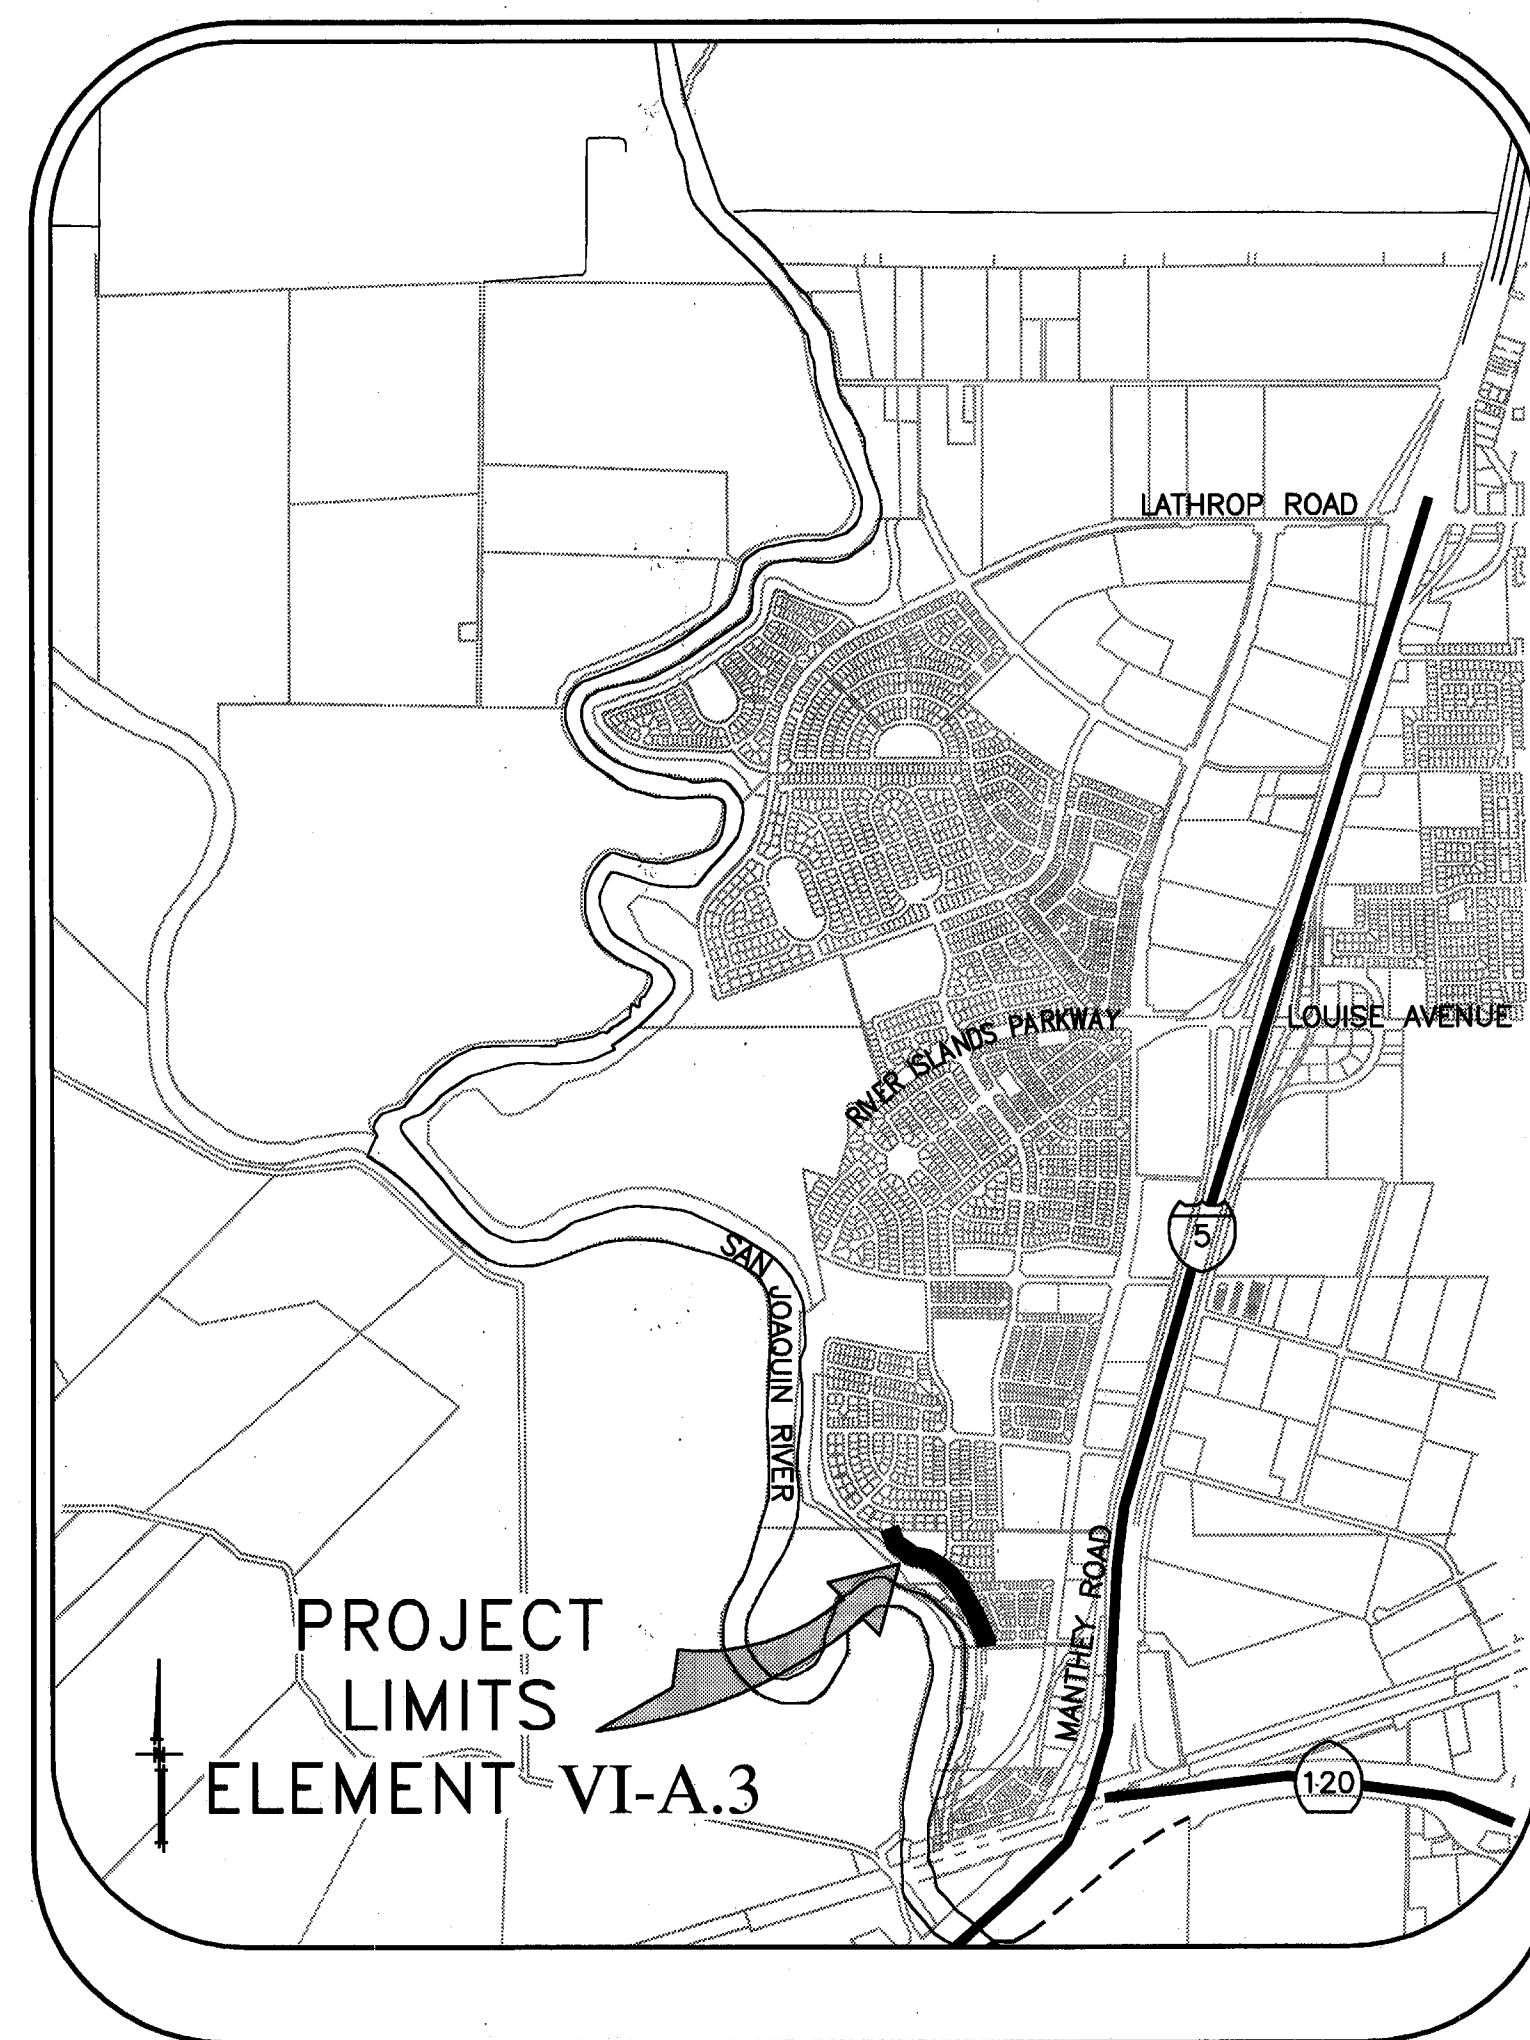 LATHROP ROAD
LOUISE AVENUE
RIVER ISLANDS PARKWAY
5
SAN JOAQUIN RIVER
MANTHEY ROAD
PROJECT
LIMITS
ELEMENT VI-A.3
120
N